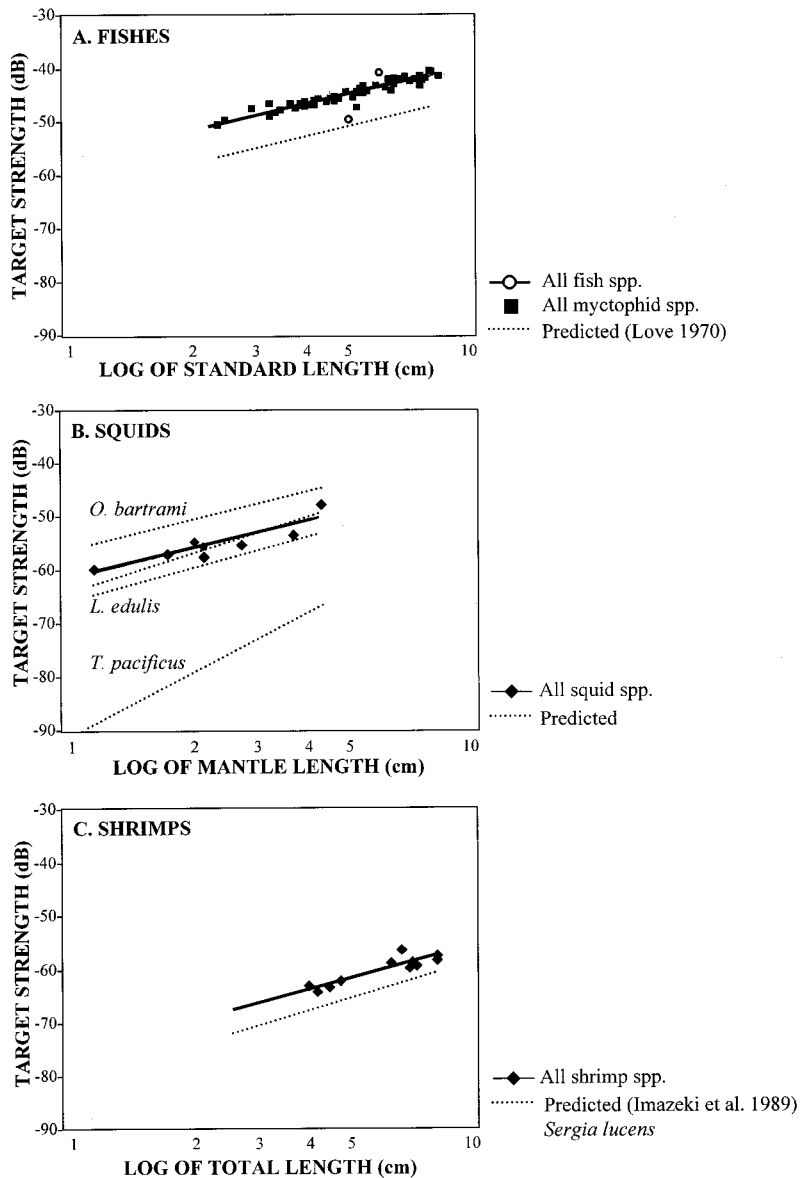 A. FISHES
TARGET STRENGTH (dB)
-30
-40
-50
-60
-70
-80
-90
1 2 3 4 5 10
LOG OF STANDARD LENGTH (cm)
All fish spp.
All myctophid spp.
Predicted (Love 1970)
B. SQUIDS
TARGET STRENGTH (dB)
-30
-40
-50
-60
-70
-80
-90
O. bartrami
L. edulis
T. pacificus
1 2 3 4 5 10
LOG OF MANTLE LENGTH (cm)
All squid spp.
Predicted
C. SHRIMPS
TARGET STRENGTH (dB)
-30
-40
-50
-60
-70
-80
-90
1 2 3 4 5 10
LOG OF TOTAL LENGTH (cm)
All shrimp spp.
Predicted (Imazeki et al. 1989)
Sergia lucens